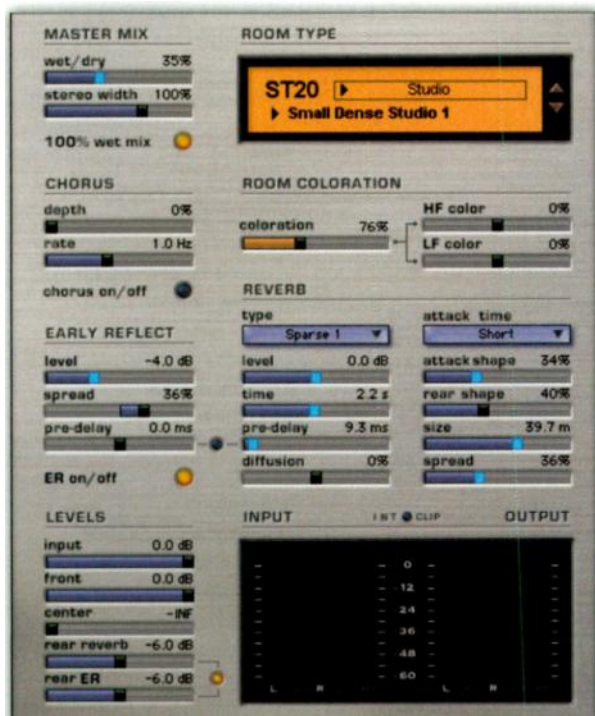 MASTER MIX
wet/dry 35%
stereo width 100%
100% wet mix
ROOM TYPE
ST20 Studio
Small Dense Studio 1
CHORUS
depth 0%
rate 1.0 Hz
chorus on/off
ROOM COLORATION
coloration 76%
HF color 0%
LF color 0%
EARLY REFLECT
level -4.0 dB
spread 36%
pre-delay 0.0 ms
ER on/off
REVERB
type
Sparse 1
level 0.0 dB
time 2.2 s
pre-delay 9.3 ms
diffusion 0%
attack time
Short
attack shape 34%
rear shape 40%
size 39.7 m
spread 36%
LEVELS
input 0.0 dB
front 0.0 dB
center -INF
rear reverb -6.0 dB
rear ER -6.0 dB
INPUT INT CLIP OUTPUT
0
12
24
36
48
60
L R L R